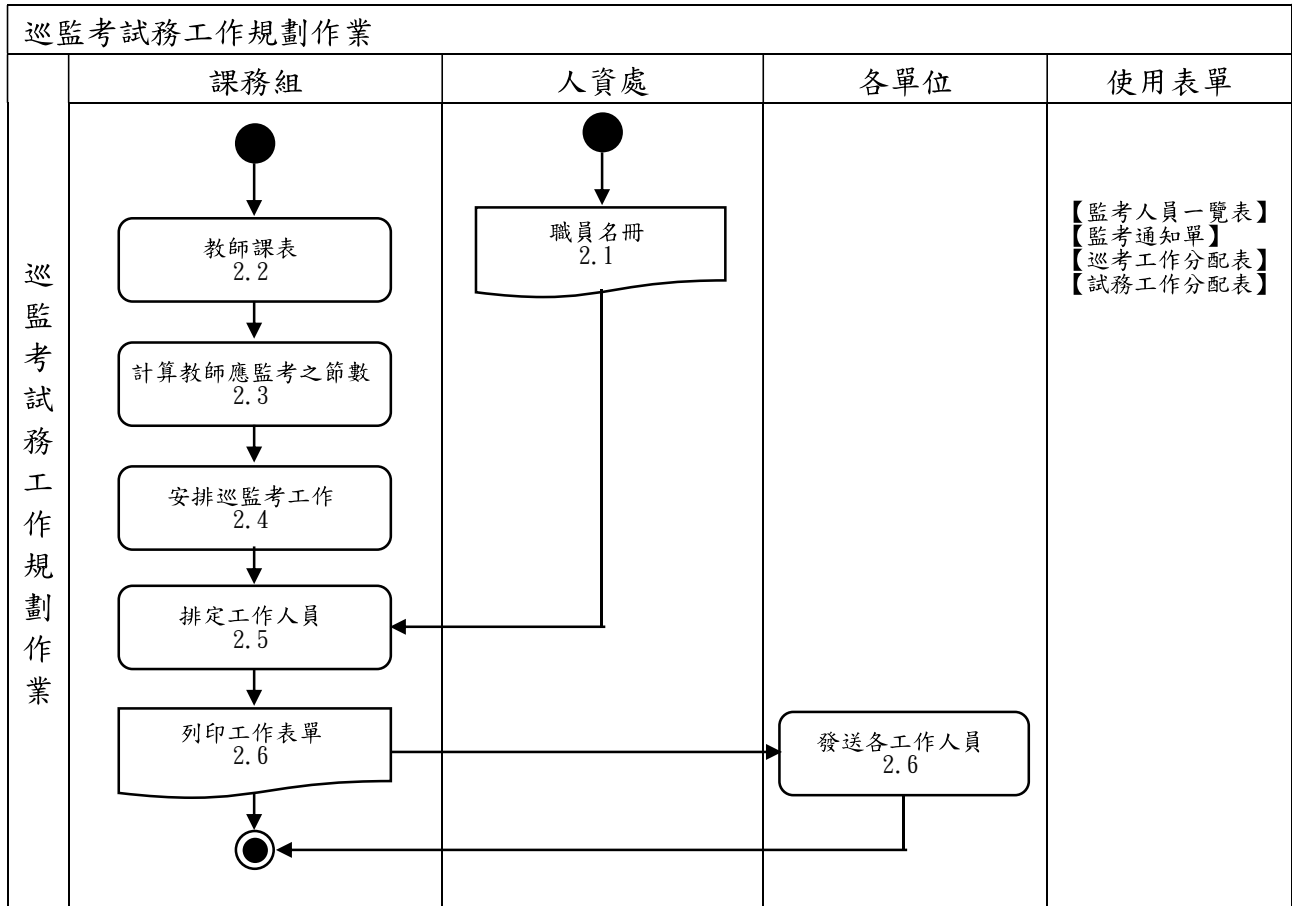 巡監考試務工作規劃作業
課務組
人資處
各單位
使用表單
巡監考試務工作規劃作業
教師課表
2.2
計算教師應監考之節數
2.3
安排巡監考工作
2.4
排定工作人員
2.5
列印工作表單
2.6
職員名冊
2.1
發送各工作人員
2.6
【監考人員一覽表】
【監考通知單】
【巡考工作分配表】
【試務工作分配表】